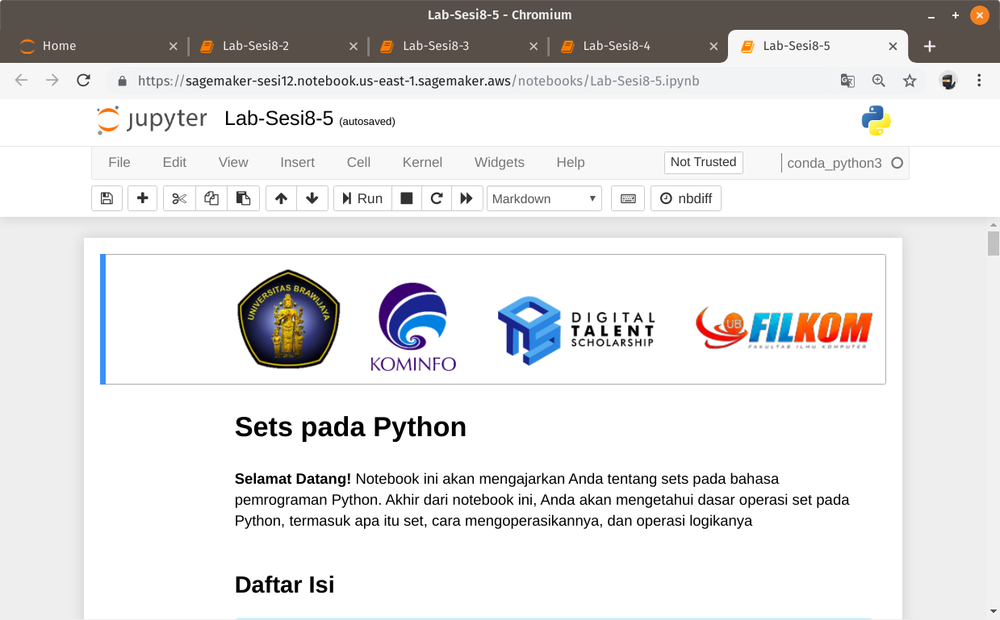 Lab-Sesi8-5 - Chromium
Home
Lab-Sesi8-2
Lab-Sesi8-3
Lab-Sesi8-4
Lab-Sesi8-5
https://sagemaker-sesi12.notebook.us-east-1.sagemaker.aws/notebooks/Lab-Sesi8-5.ipynb
jupyter Lab-Sesi8-5 (autosaved)
File Edit View Insert Cell Kernel Widgets Help Not Trusted conda_python3
Run Markdown nbdiff
UNIVERSITAS BRAWIJAYA
KOMINFO
DIGITAL
TALENT
SCHOLARSHIP
UB
FILKOM
FAKULTAS ILMU KOMPUTER
Sets pada Python
Selamat Datang! Notebook ini akan mengajarkan Anda tentang sets pada bahasa
pemrograman Python. Akhir dari notebook ini, Anda akan mengetahui dasar operasi set pada
Python, termasuk apa itu set, cara mengoperasikannya, dan operasi logikanya
Daftar Isi